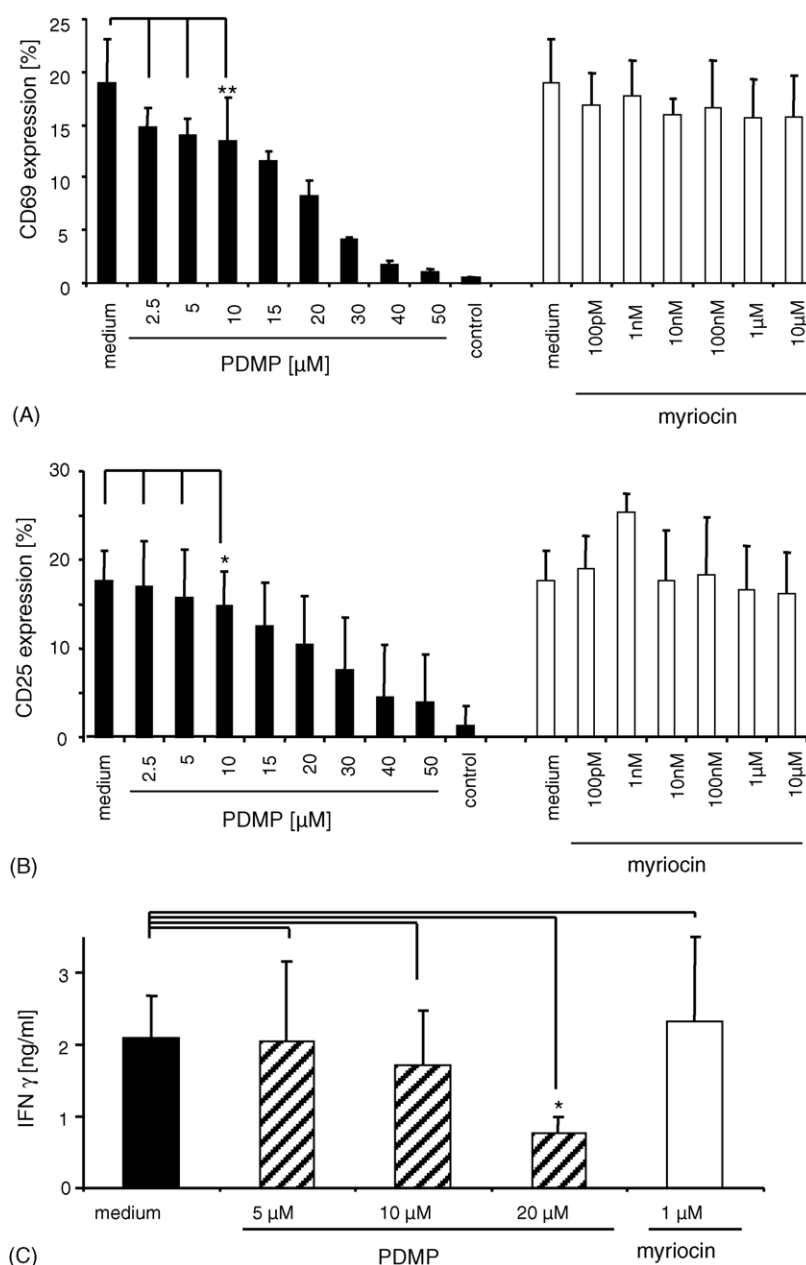 CD69 expression [%]
25
20
15
10
5
0
**
medium
2.5
5
10
15
20
30
40
50
control
PDMP [µM]
medium
100pM
1nM
10nM
100nM
1µM
10µM
myriocin
(A)
CD25 expression [%]
30
20
10
0
*
medium
2.5
5
10
15
20
30
40
50
control
PDMP [µM]
medium
100pM
1nM
10nM
100nM
1µM
10µM
myriocin
(B)
IFN γ [ng/ml]
3
2
1
0
*
medium
5 µM
10 µM
20 µM
1 µM
PDMP
myriocin
(C)